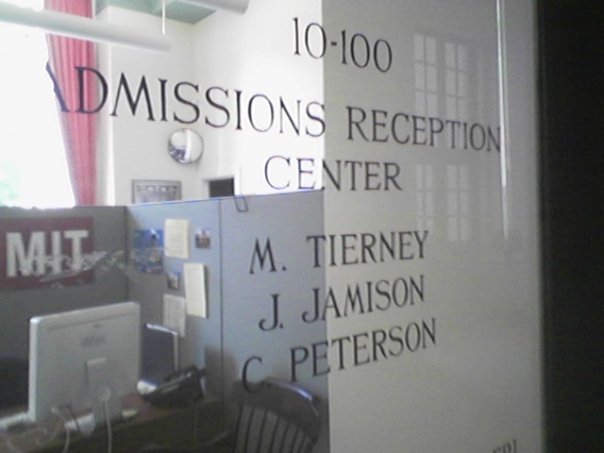 10-100
ADMISSIONS RECEPTION
CENTER
M. TIERNEY
J. JAMISON
C PETERSON
MIT